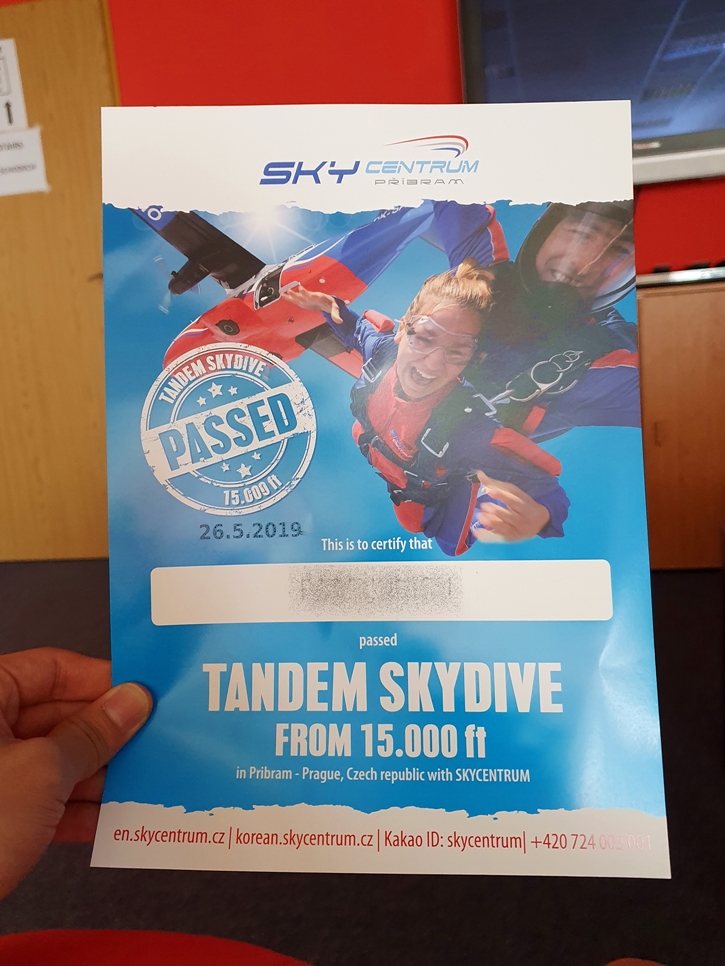 SKY CENTRUM
PŘÍBRAM
TANDEM SKYDIVE
PASSED
15.000 ft
26.5.2019
This is to certify that
passed
TANDEM SKYDIVE
FROM 15.000 ft
in Pribram - Prague, Czech republic with SKYCENTRUM
en.skycentrum.cz | korean.skycentrum.cz | Kakao ID: skycentrum| +420 724